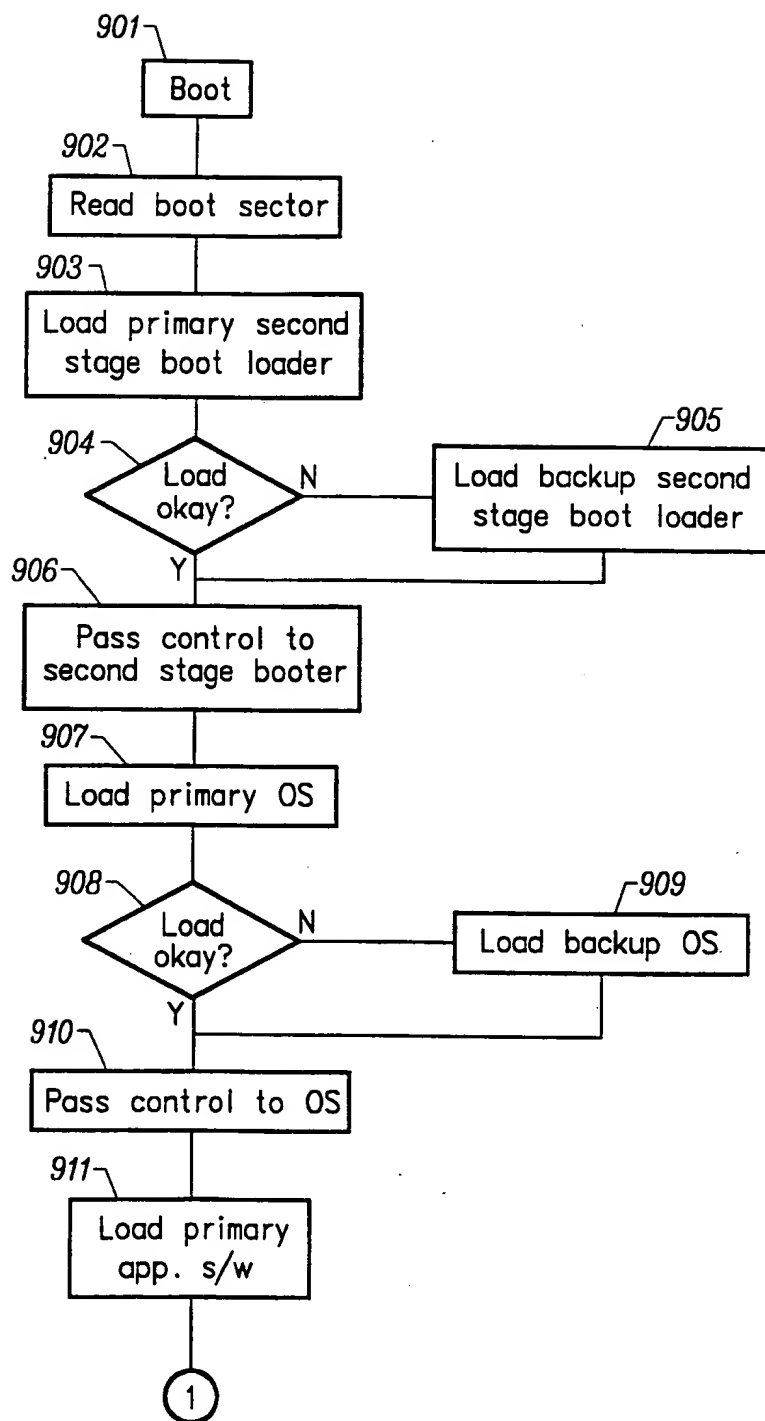 901
Boot
902
Read boot sector
903
Load primary second
stage boot loader
904
Load
okay?
N
905
Load backup second
stage boot loader
Y
906
Pass control to
second stage booter
907
Load primary OS
908
Load
okay?
N
909
Load backup OS
Y
910
Pass control to OS
911
Load primary
app. s/w
1